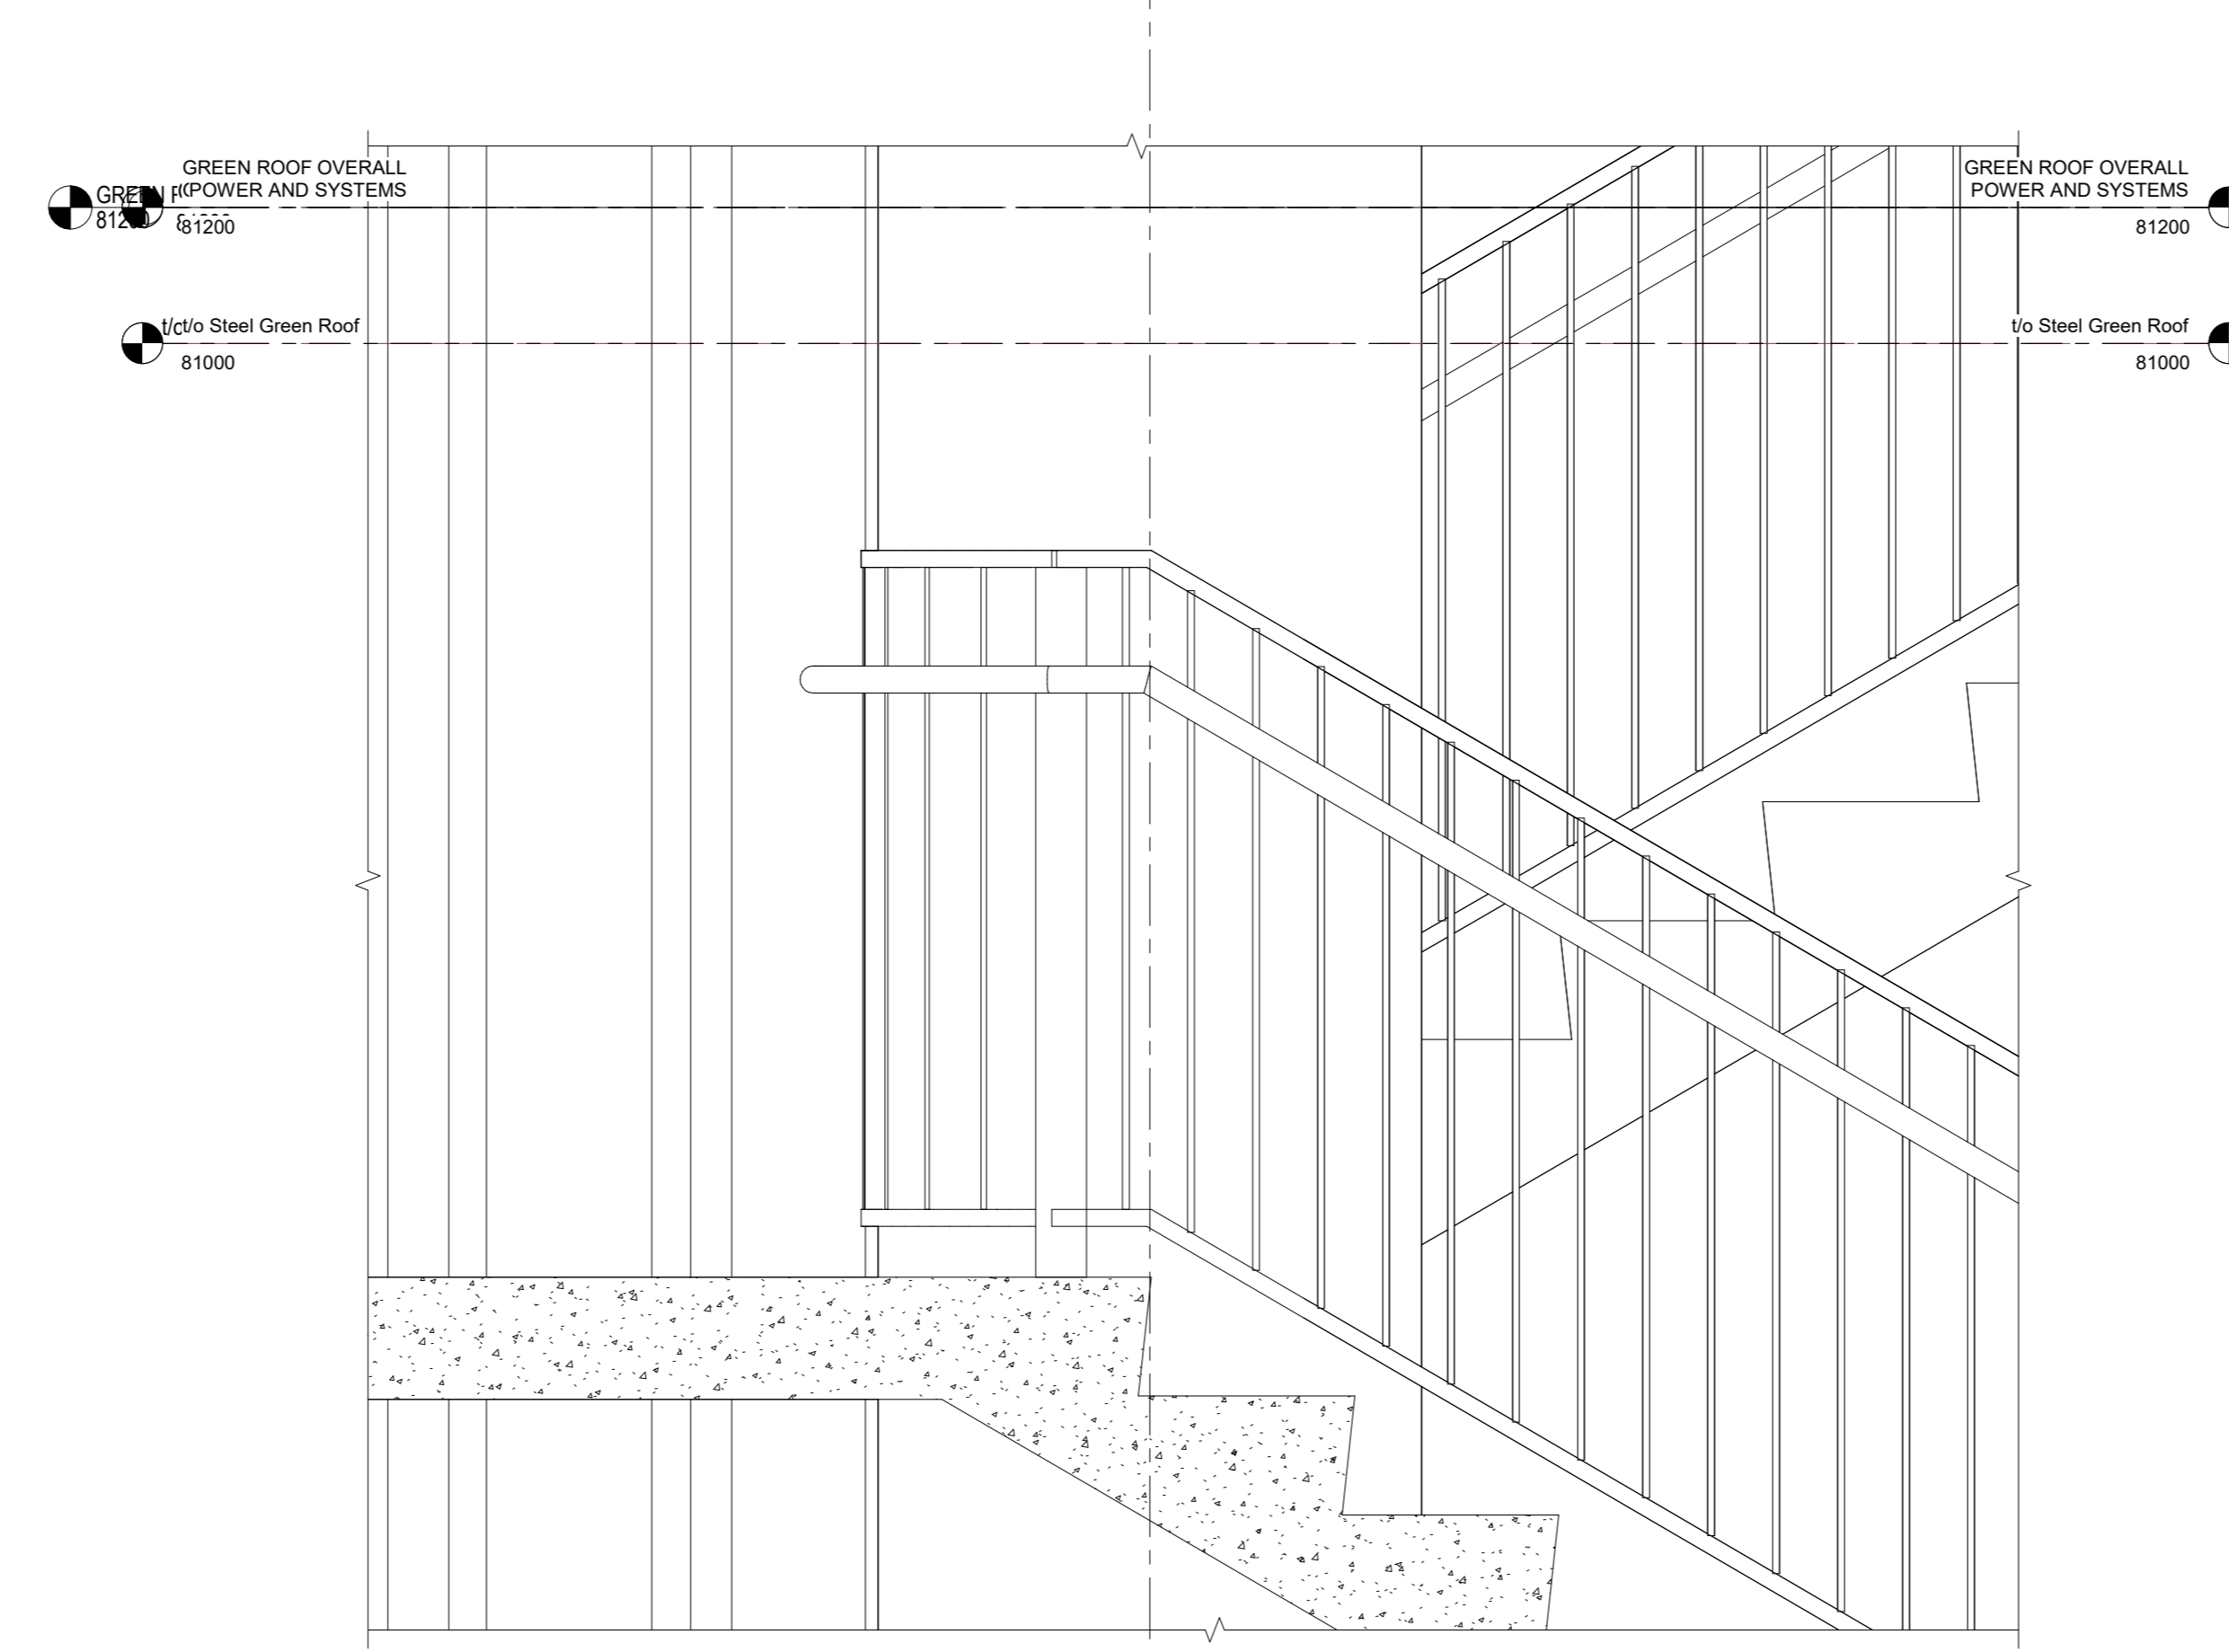 GREEN ROOF OVERALL
POWER AND SYSTEMS
81200
t/o Steel Green Roof
81000
GREEN ROOF OVERALL
POWER AND SYSTEMS
81200
t/o Steel Green Roof
81000